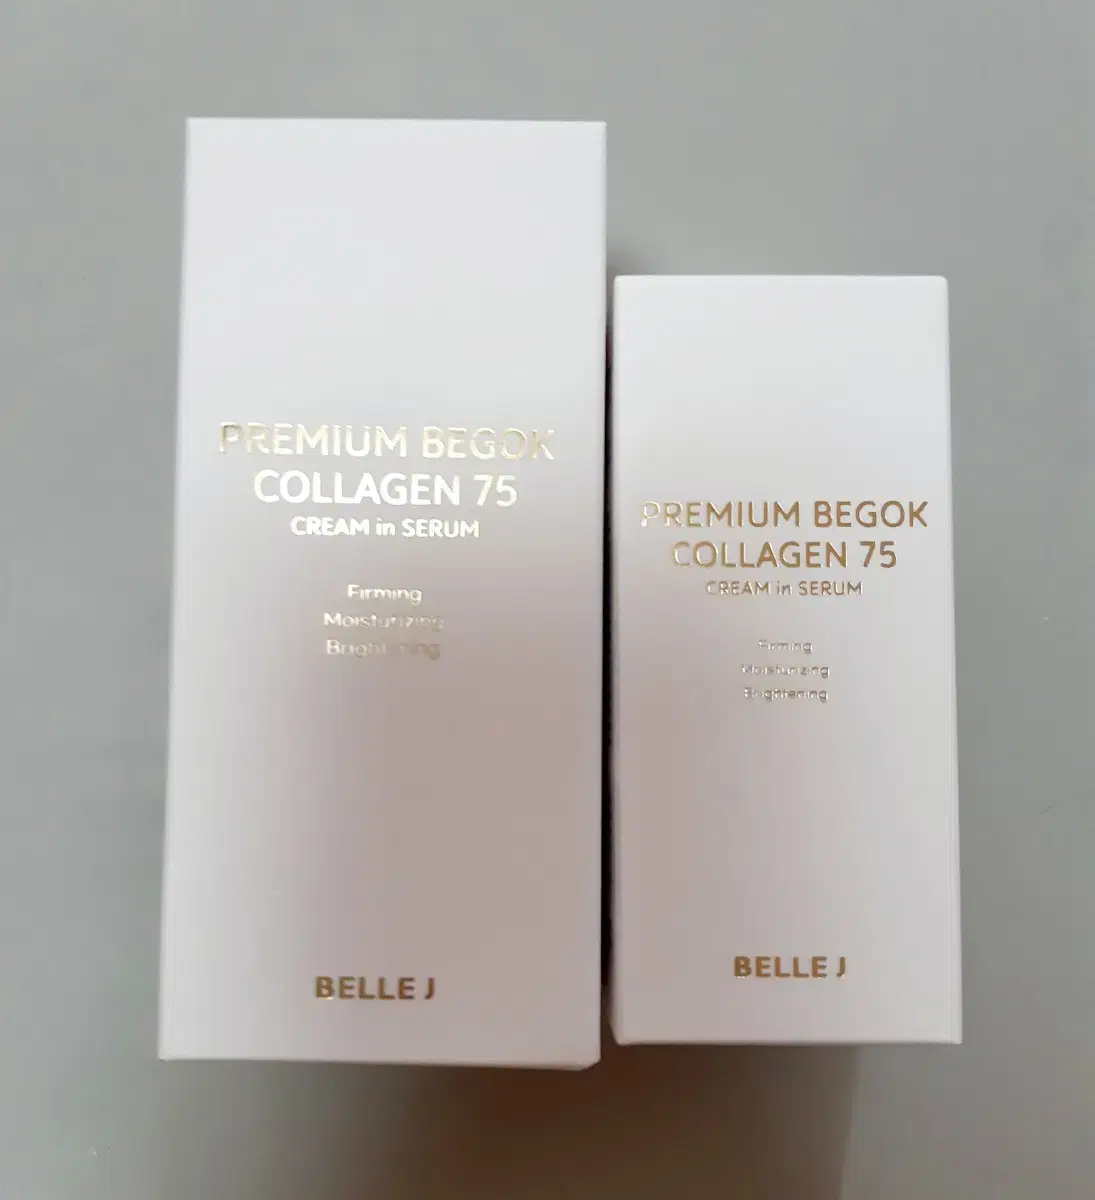 PREMIUM BEGOK
COLLAGEN 75
CREAM in SERUM
Firming
Moisturizing
Brightening
BELLE J
PREMIUM BEGOK
COLLAGEN 75
CREAM in SERUM
Firming
Moisturizing
Brightening
BELLE J